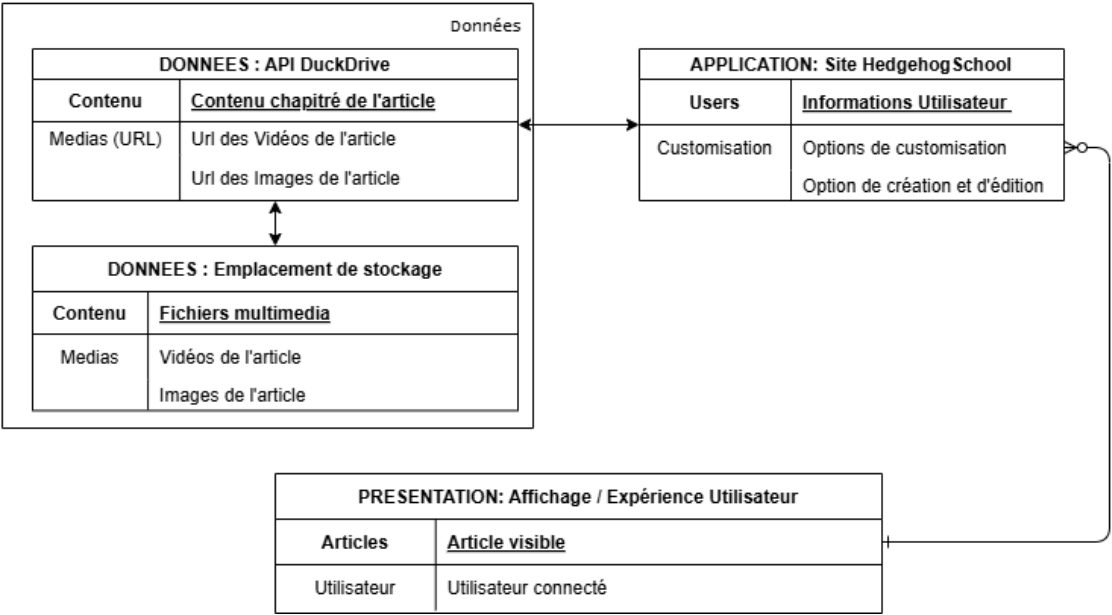 Données
DONNEES : API DuckDrive
Contenu Contenu chapitré de l'article
Medias (URL) Url des Vidéos de l'article
Url des Images de l'article
DONNEES : Emplacement de stockage
Contenu Fichiers multimedia
Medias Vidéos de l'article
Images de l'article
APPLICATION: Site HedgehogSchool
Users Informations Utilisateur
Customisation Options de customisation
Option de création et d'édition
PRESENTATION: Affichage / Expérience Utilisateur
Articles Article visible
Utilisateur Utilisateur connecté